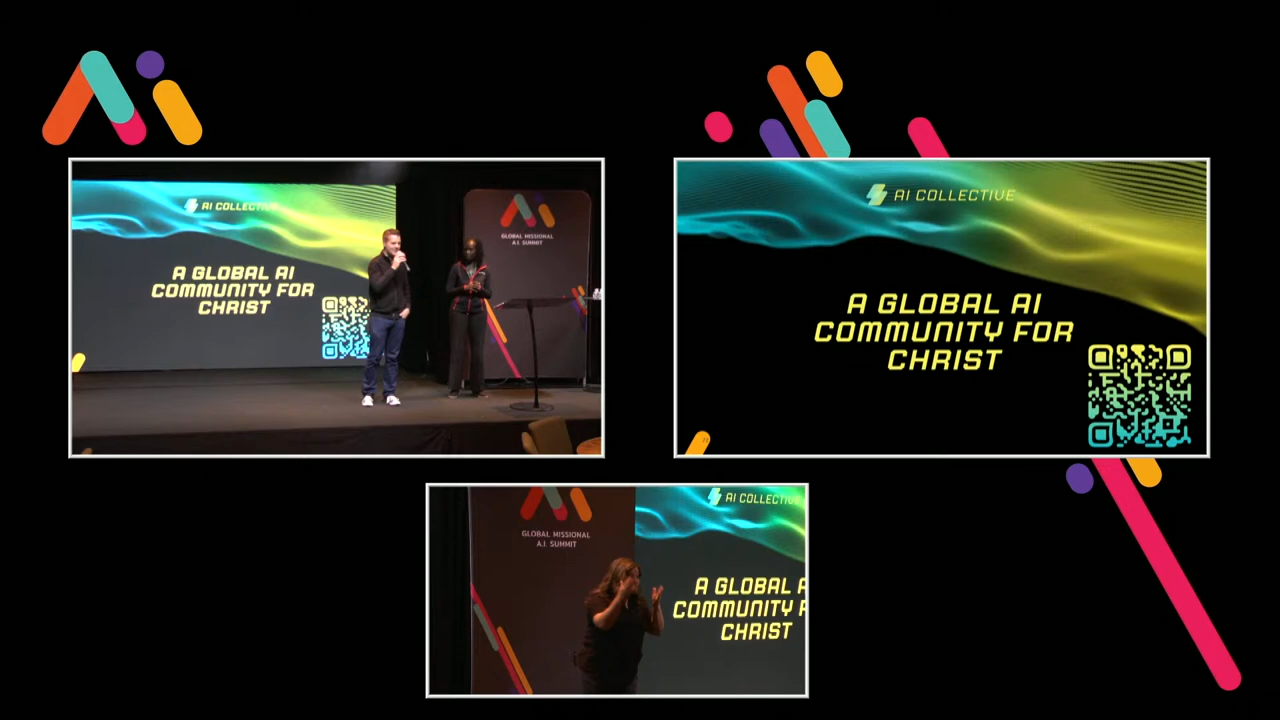 Ai
AI COLLECTIVE
A GLOBAL AI
COMMUNITY FOR
CHRIST
GLOBAL MISSIONAL
A.I. SUMMIT
AI COLLECTIVE
A GLOBAL AI
COMMUNITY FOR
CHRIST
GLOBAL MISSIONAL
A.I. SUMMIT
AI COLLECTIVE
A GLOBAL
COMMUNITY
CHRIST